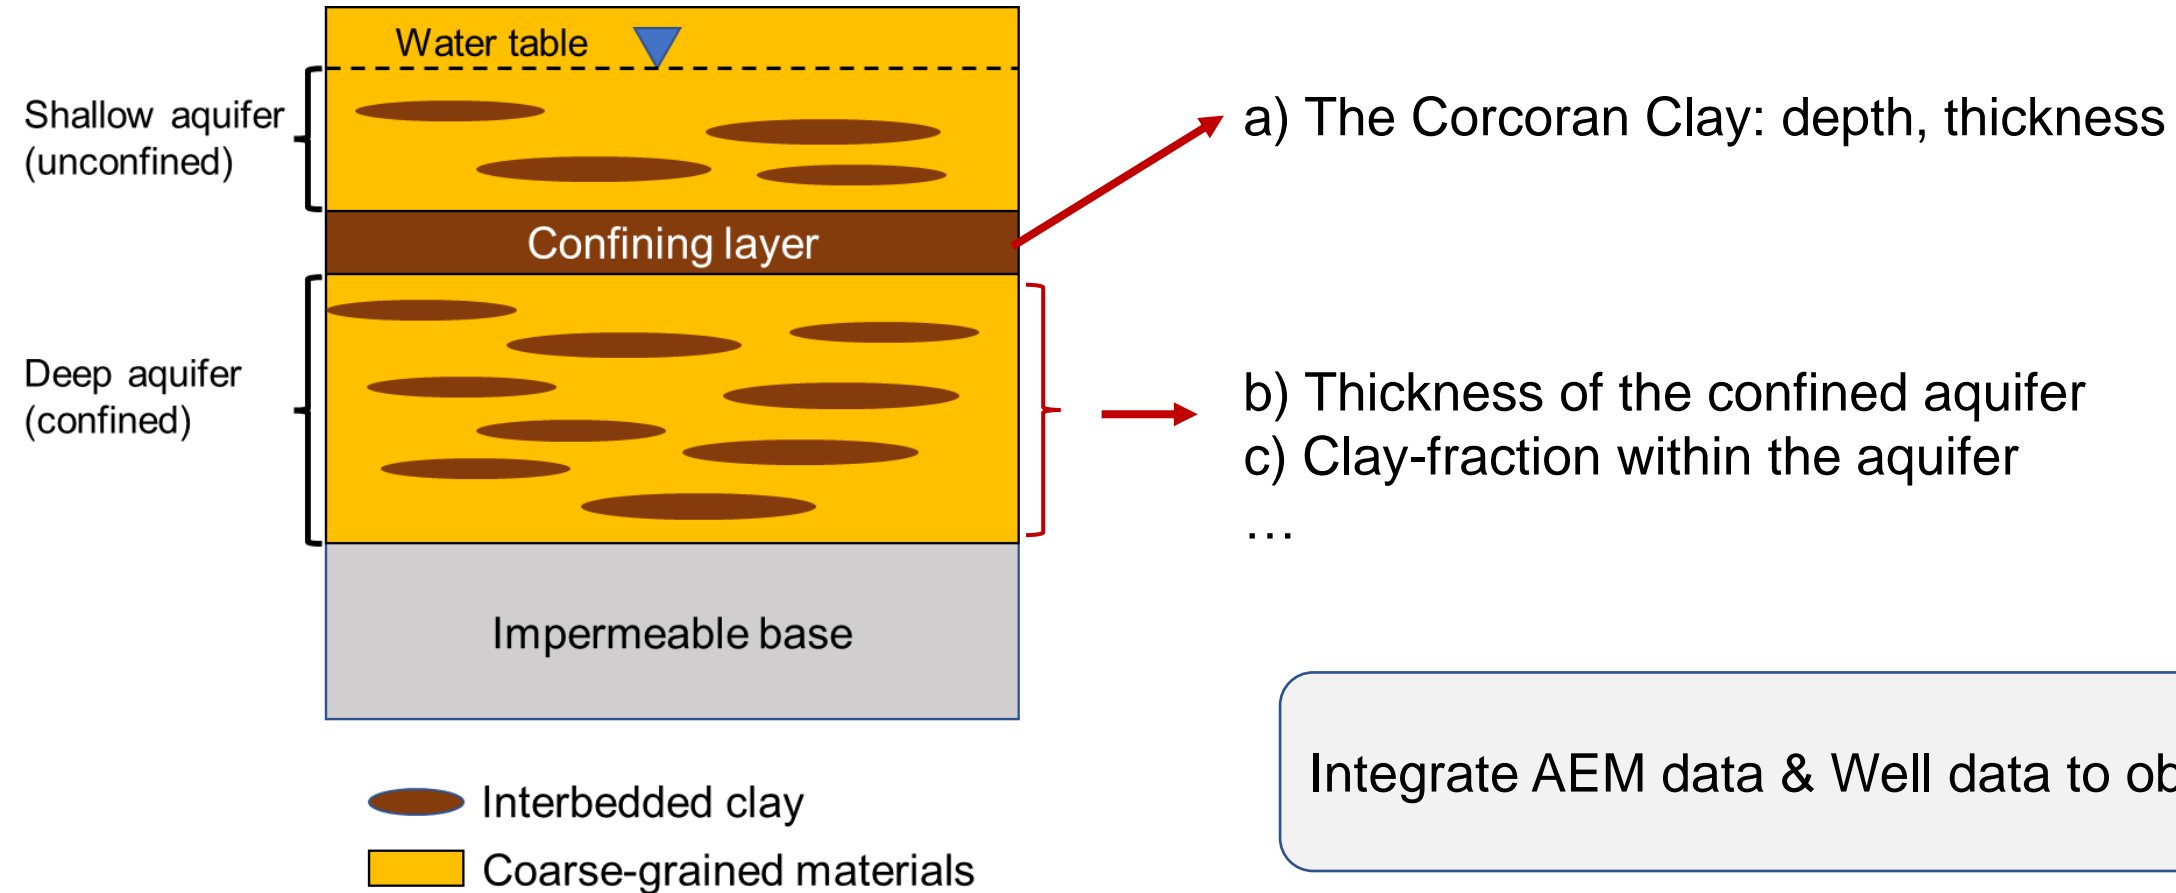 Water table
Shallow aquifer
(unconfined)
Confining layer
Deep aquifer
(confined)
Impermeable base
Interbedded clay
Coarse-grained materials
a) The Corcoran Clay: depth, thickness
b) Thickness of the confined aquifer
c) Clay-fraction within the aquifer
…
Integrate AEM data & Well data to